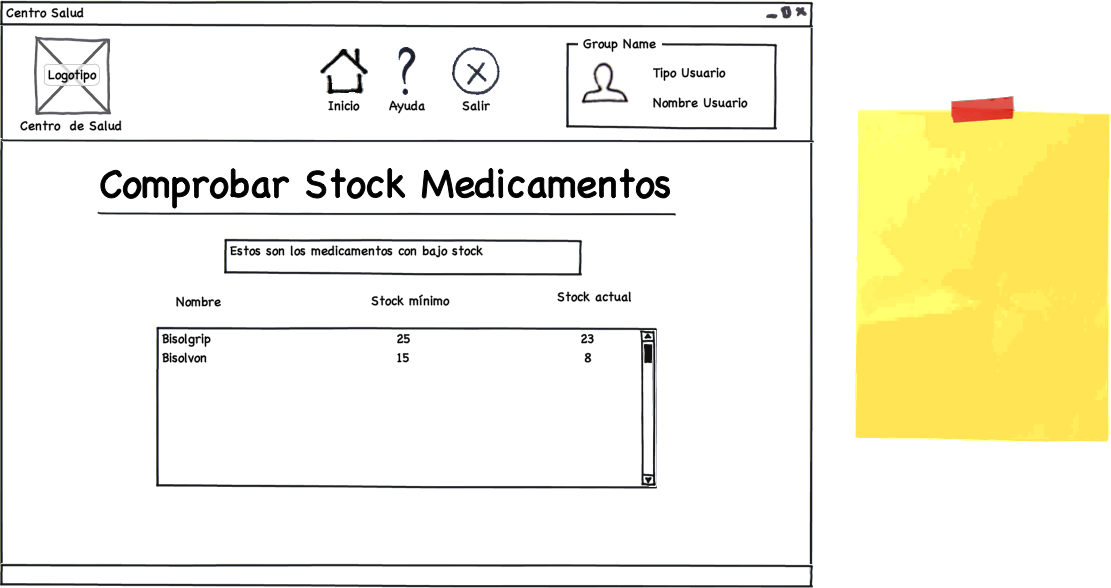 Centro Salud
Logotipo
Centro de Salud
Inicio
Ayuda
Salir
Group Name
Tipo Usuario
Nombre Usuario
Comprobar Stock Medicamentos
Estos son los medicamentos con bajo stock
Nombre Stock mínimo Stock actual
Bisolgrip 25 23
Bisolvon 15 8